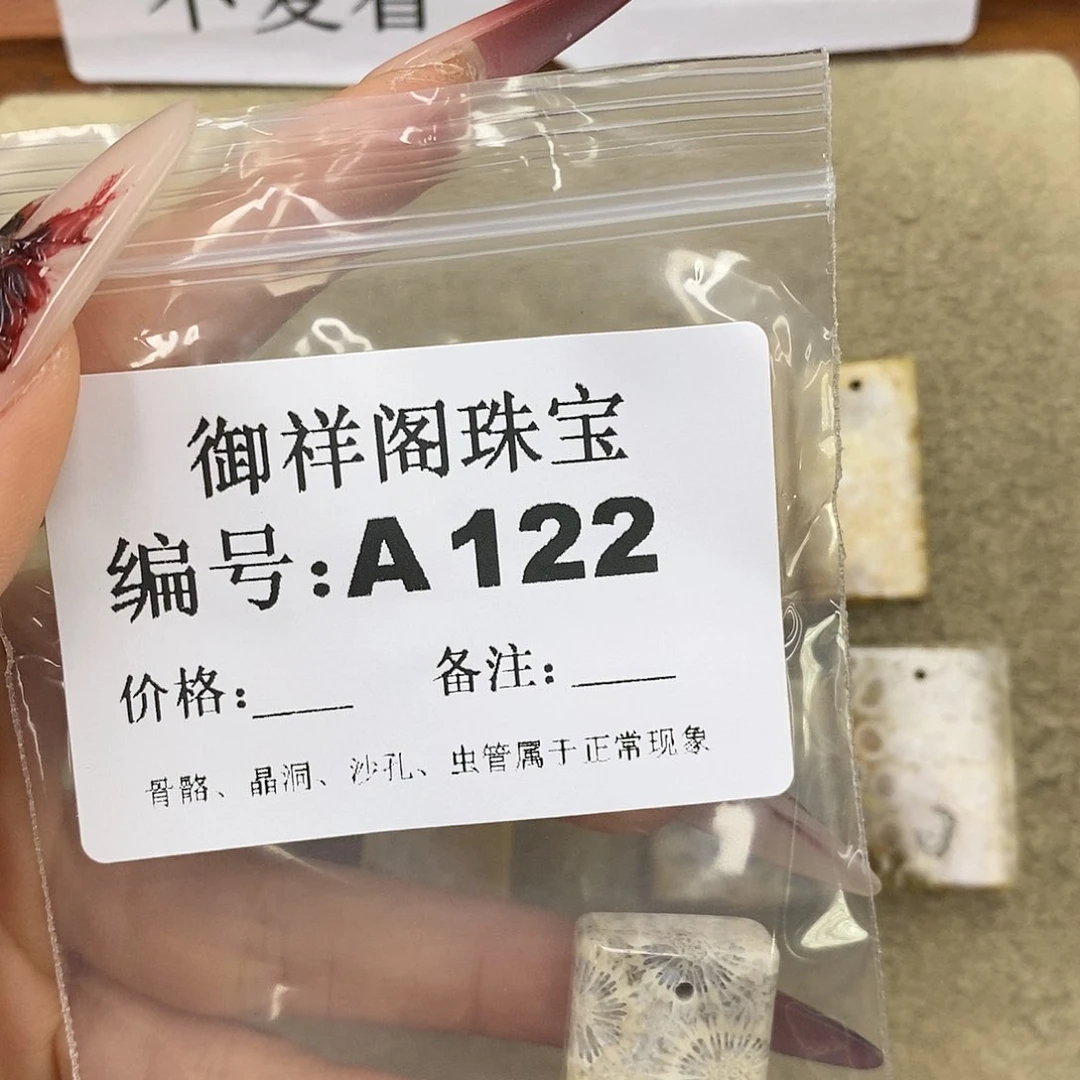 御祥阁珠宝
编号:A122
价格:____ 备注:____
骨骼、晶洞、沙孔、虫管属于正常现象